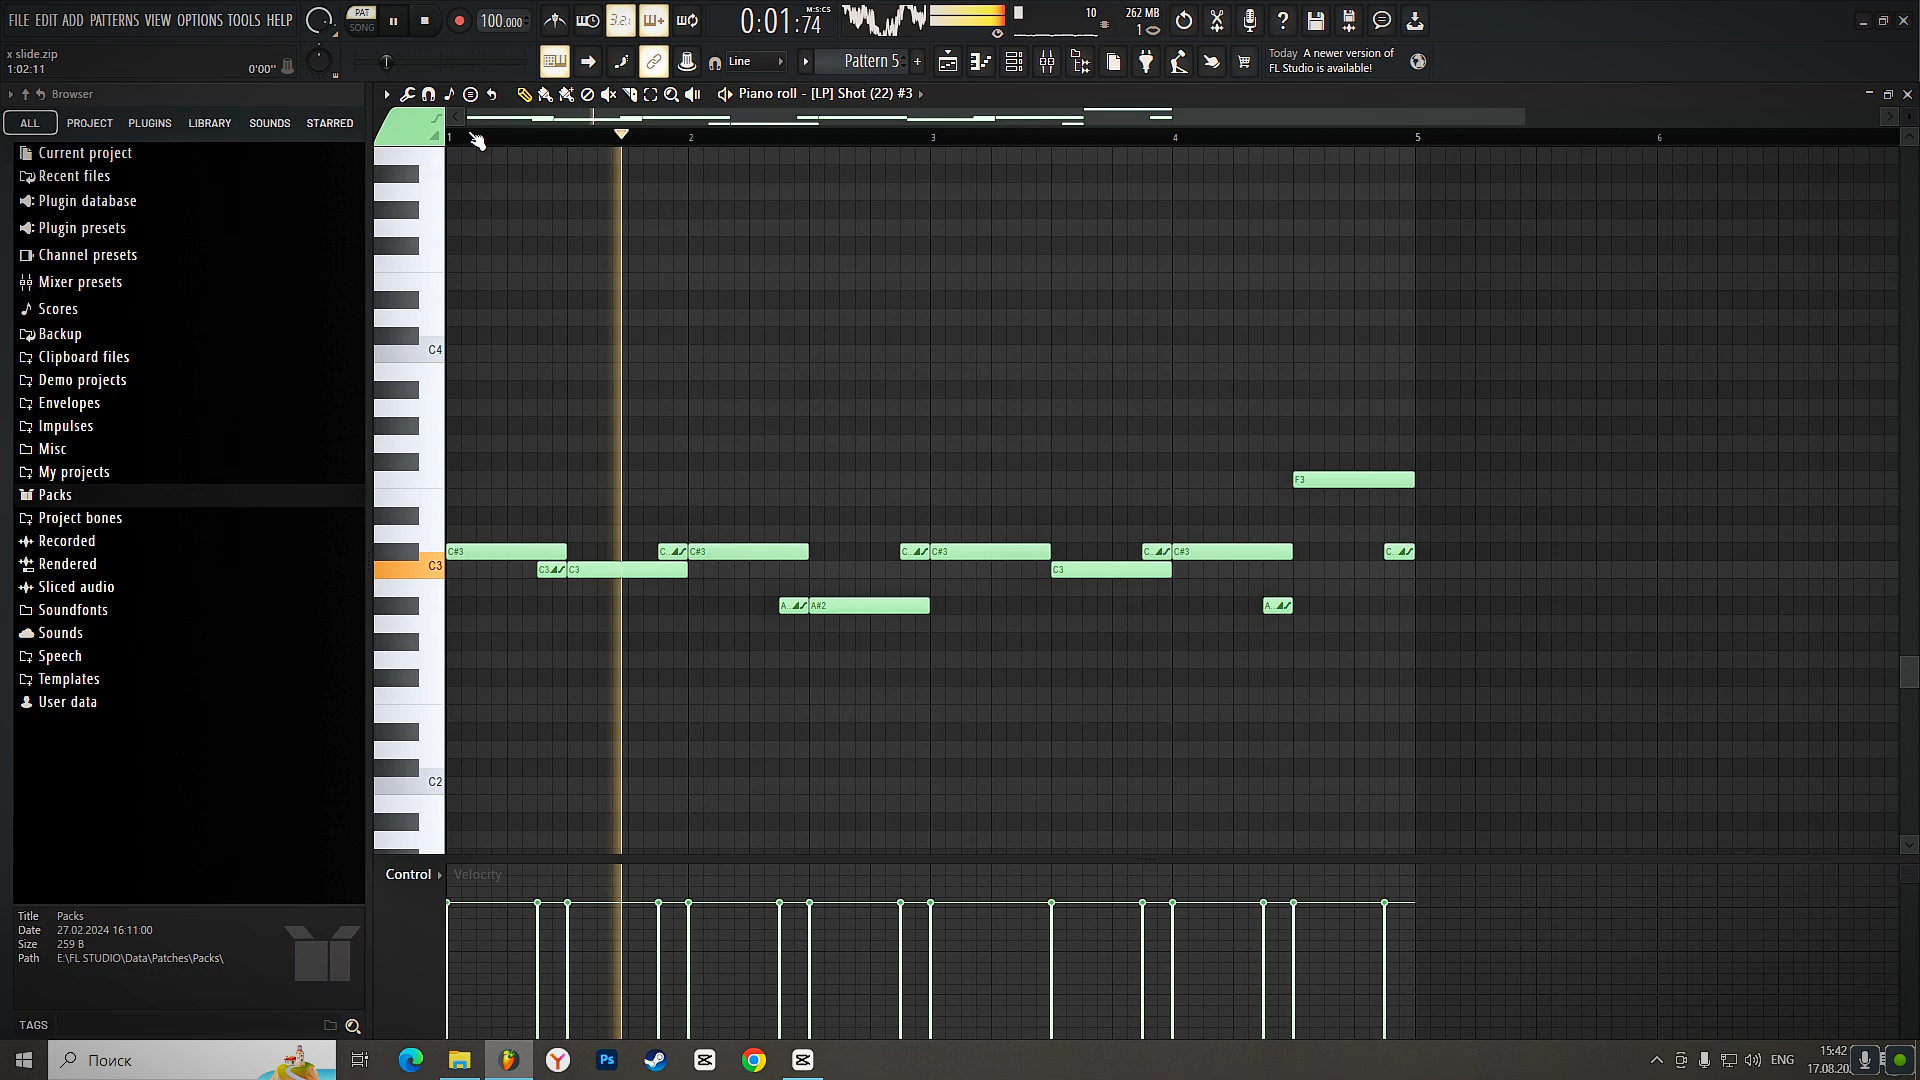 FILE EDIT ADD PATTERNS VIEW OPTIONS TOOLS HELP
PAT
SONG
100.000
3.2.
0:01:74
M:S:CS
10
262 MB
1
x slide.zip
1:02:11
0'00"
Line
Pattern 5
Today A newer version of
FL Studio is available!
Browser
Piano roll - [LP] Shot (22) #3
ALL
PROJECT
PLUGINS
LIBRARY
SOUNDS
STARRED
1
2
3
4
5
6
Current project
Recent files
Plugin database
Plugin presets
Channel presets
Mixer presets
Scores
Backup
Clipboard files
Demo projects
Envelopes
Impulses
Misc
My projects
Packs
Project bones
Recorded
Rendered
Sliced audio
Soundfonts
Sounds
Speech
Templates
User data
C4
F3
C#3
C..
C#3
C..
C#3
C..
C#3
C..
C3
C3
C3
C3
A..
A#2
A..
C2
Control
Velocity
Title Packs
Date 27.02.2024 16:11:00
Size 259 B
Path E:\FL STUDIO\Data\Patches\Packs\
TAGS
Поиск
Ps
ENG
15:42
17.08.20